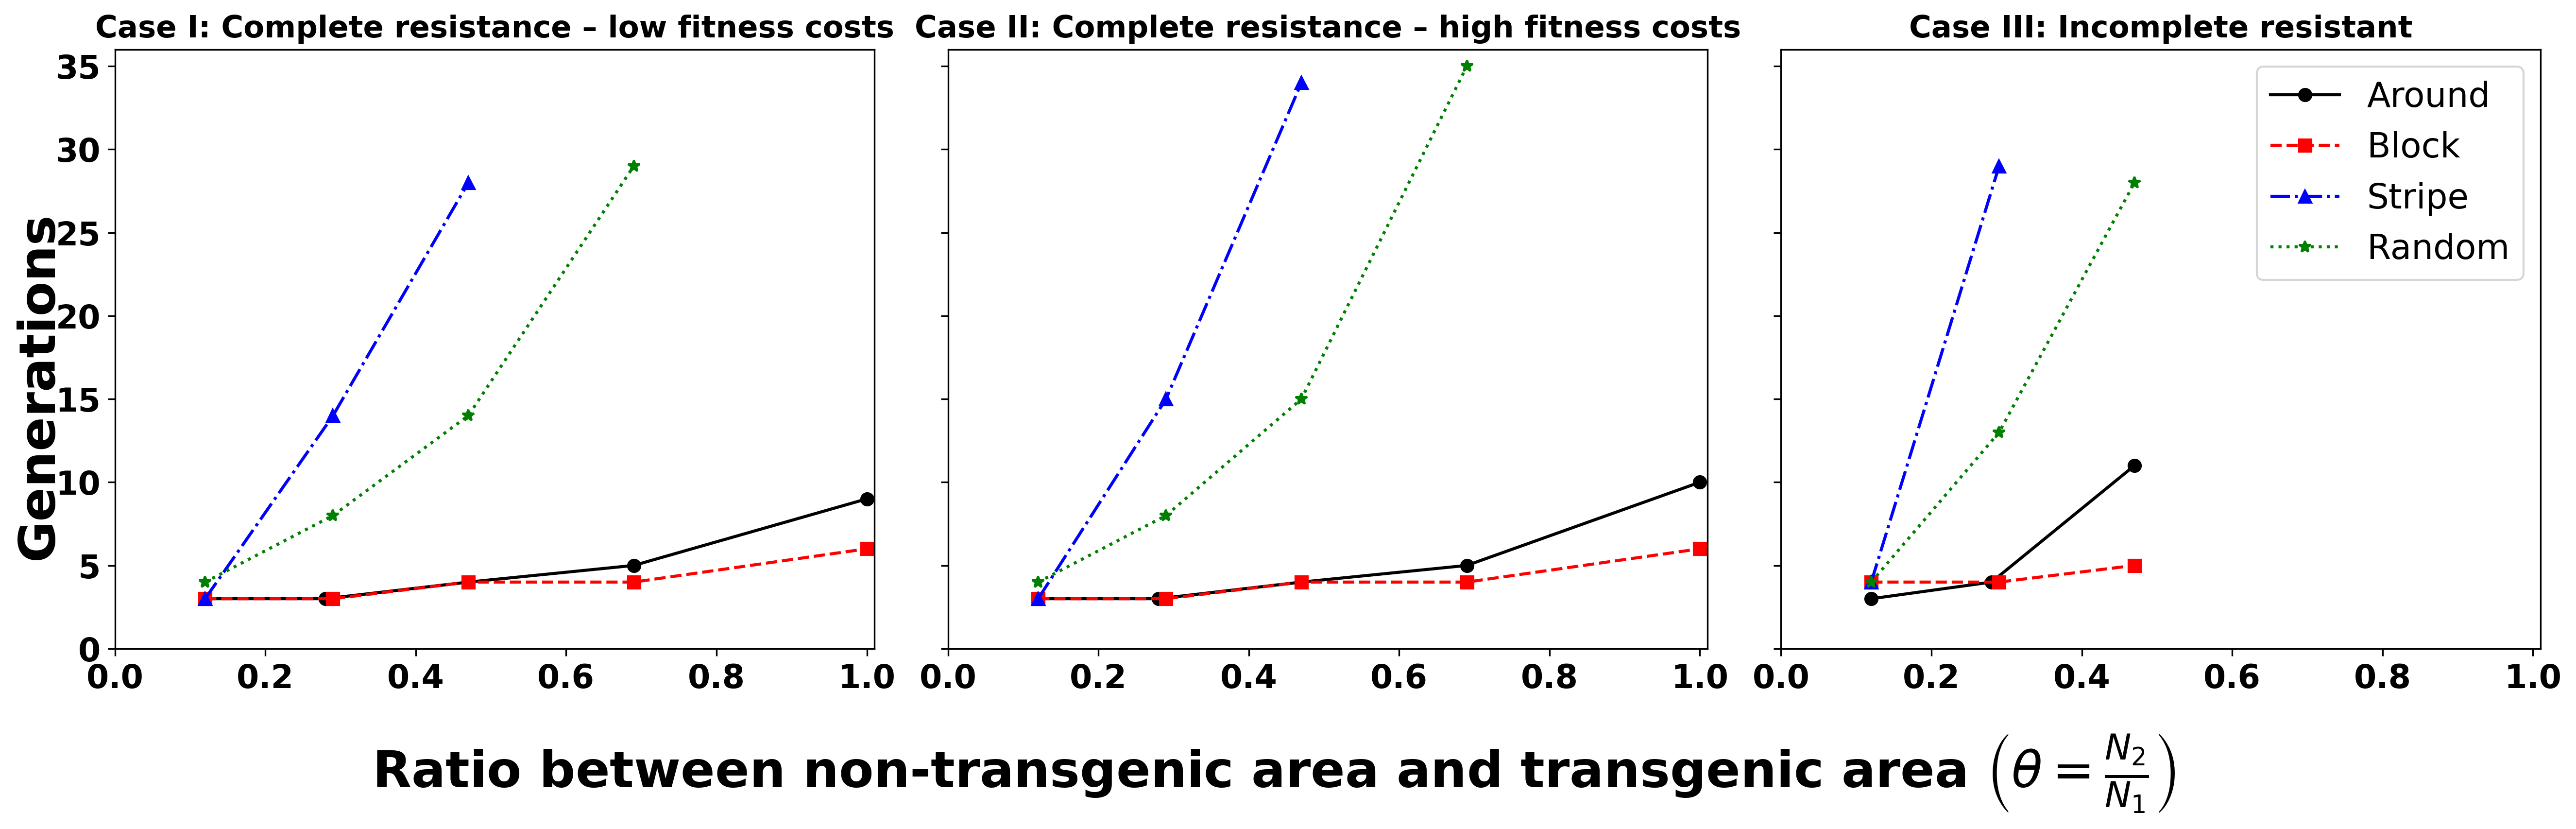 Case I: Complete resistance – low fitness costs
Case II: Complete resistance – high fitness costs
Case III: Incomplete resistant
Generations
35
30
25
20
15
10
5
0
0.0 0.2 0.4 0.6 0.8 1.0
0.0 0.2 0.4 0.6 0.8 1.0
0.0 0.2 0.4 0.6 0.8 1.0
Around
Block
Stripe
Random
Ratio between non-transgenic area and transgenic area (θ = N₂/N₁)